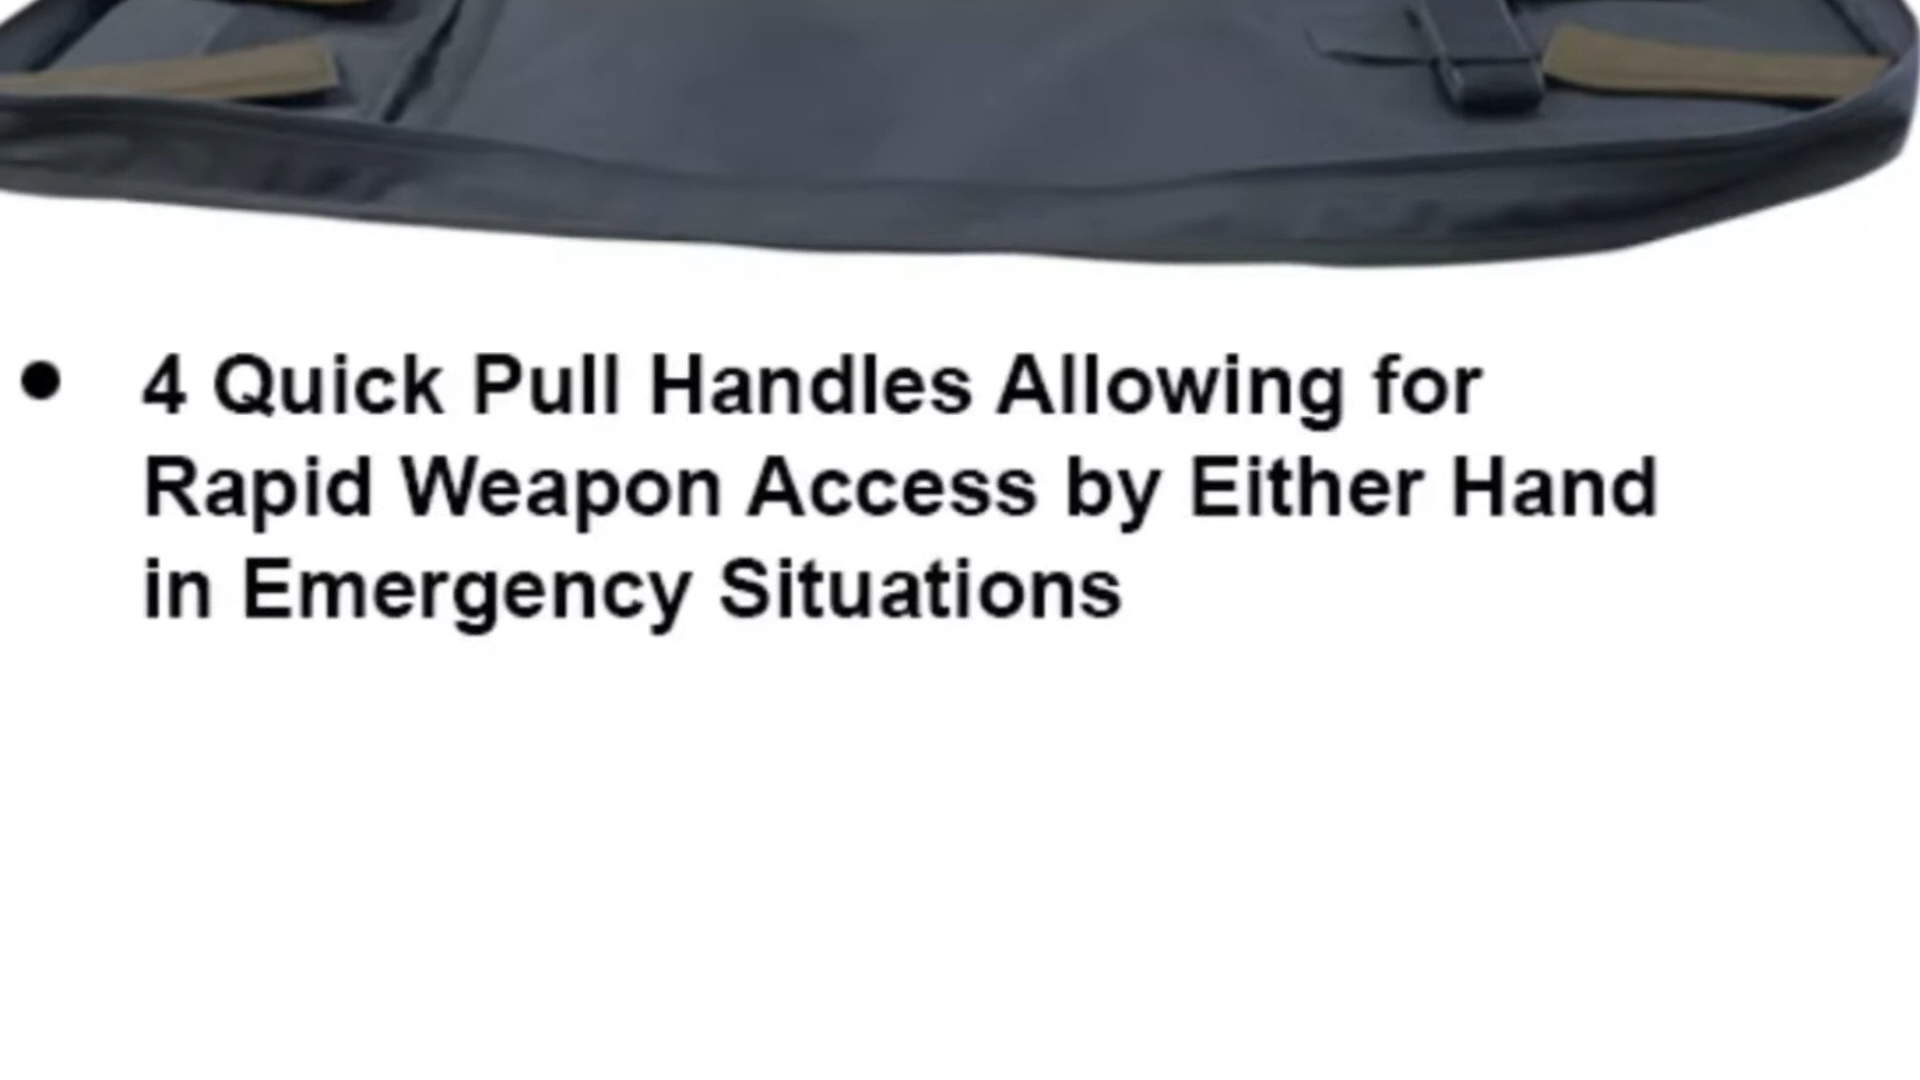 • 4 Quick Pull Handles Allowing for
Rapid Weapon Access by Either Hand
in Emergency Situations